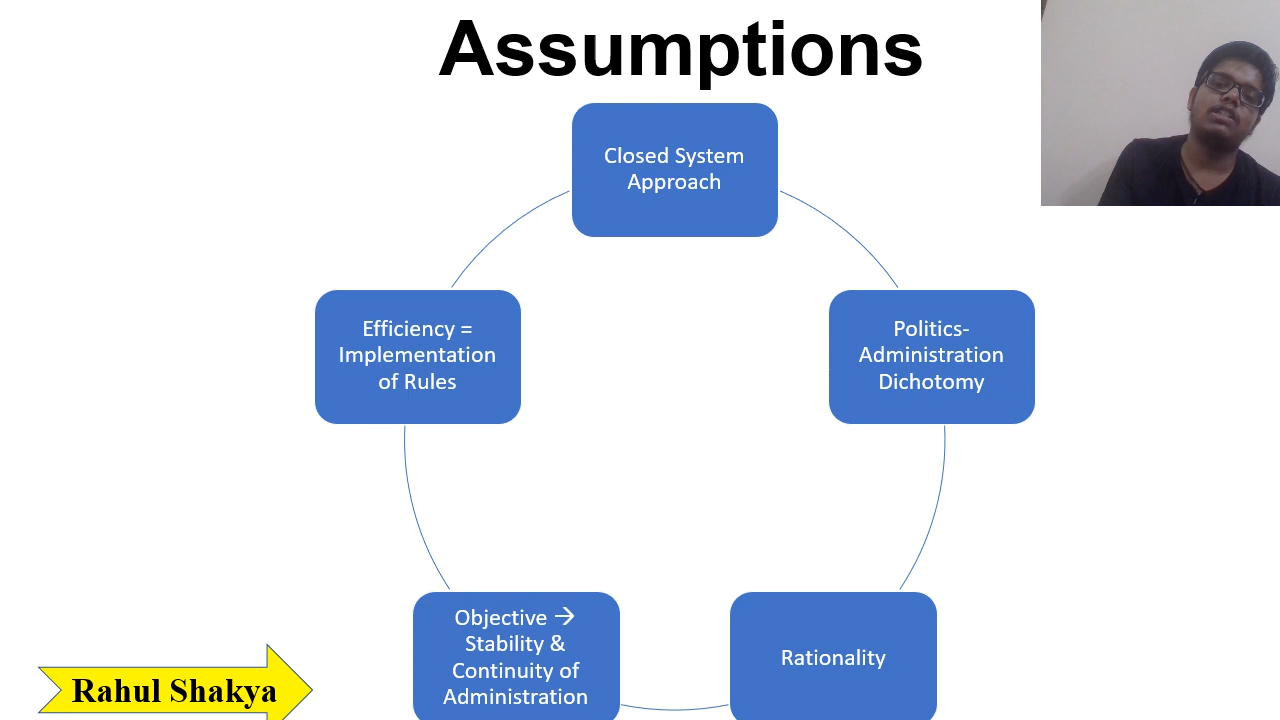 Assumptions
Closed System
Approach
Politics-
Administration
Dichotomy
Rationality
Objective →
Stability &
Continuity of
Administration
Efficiency =
Implementation
of Rules
Rahul Shakya